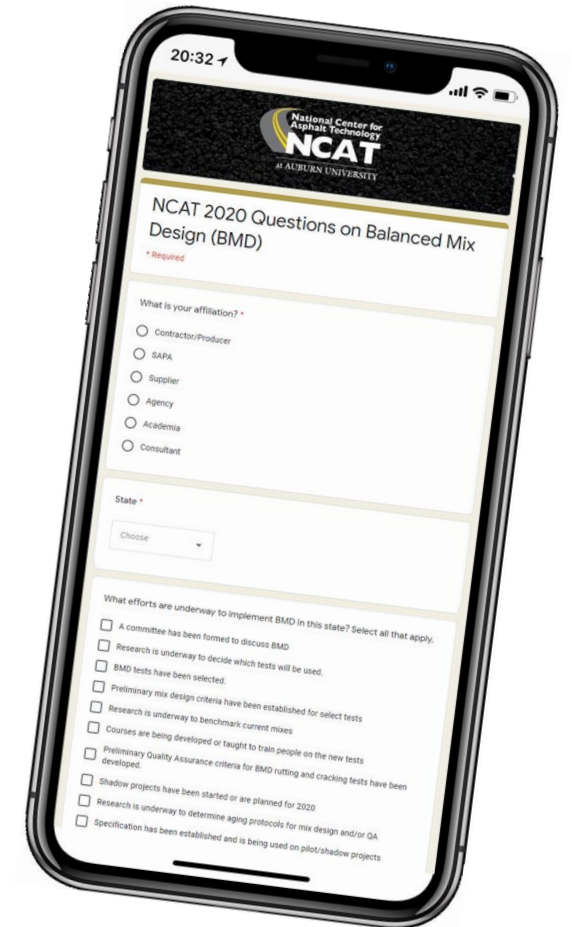 20:32
National Center for
Asphalt Technology
NCAT
at AUBURN UNIVERSITY
NCAT 2020 Questions on Balanced Mix
Design (BMD)
* Required
What is your affiliation? *
Contractor/Producer
SAPA
Supplier
Agency
Academia
Consultant
State *
Choose
What efforts are underway to implement BMD in this state? Select all that apply.
A committee has been formed to discuss BMD
Research is underway to decide which tests will be used.
BMD tests have been selected.
Preliminary mix design criteria have been established for select tests
Research is underway to benchmark current mixes
Courses are being developed or taught to train people on the new tests
Preliminary Quality Assurance criteria for BMD rutting and cracking tests have been
developed.
Shadow projects have been started or are planned for 2020
Research is underway to determine aging protocols for mix design and/or QA
Specification has been established and is being used on pilot/shadow projects